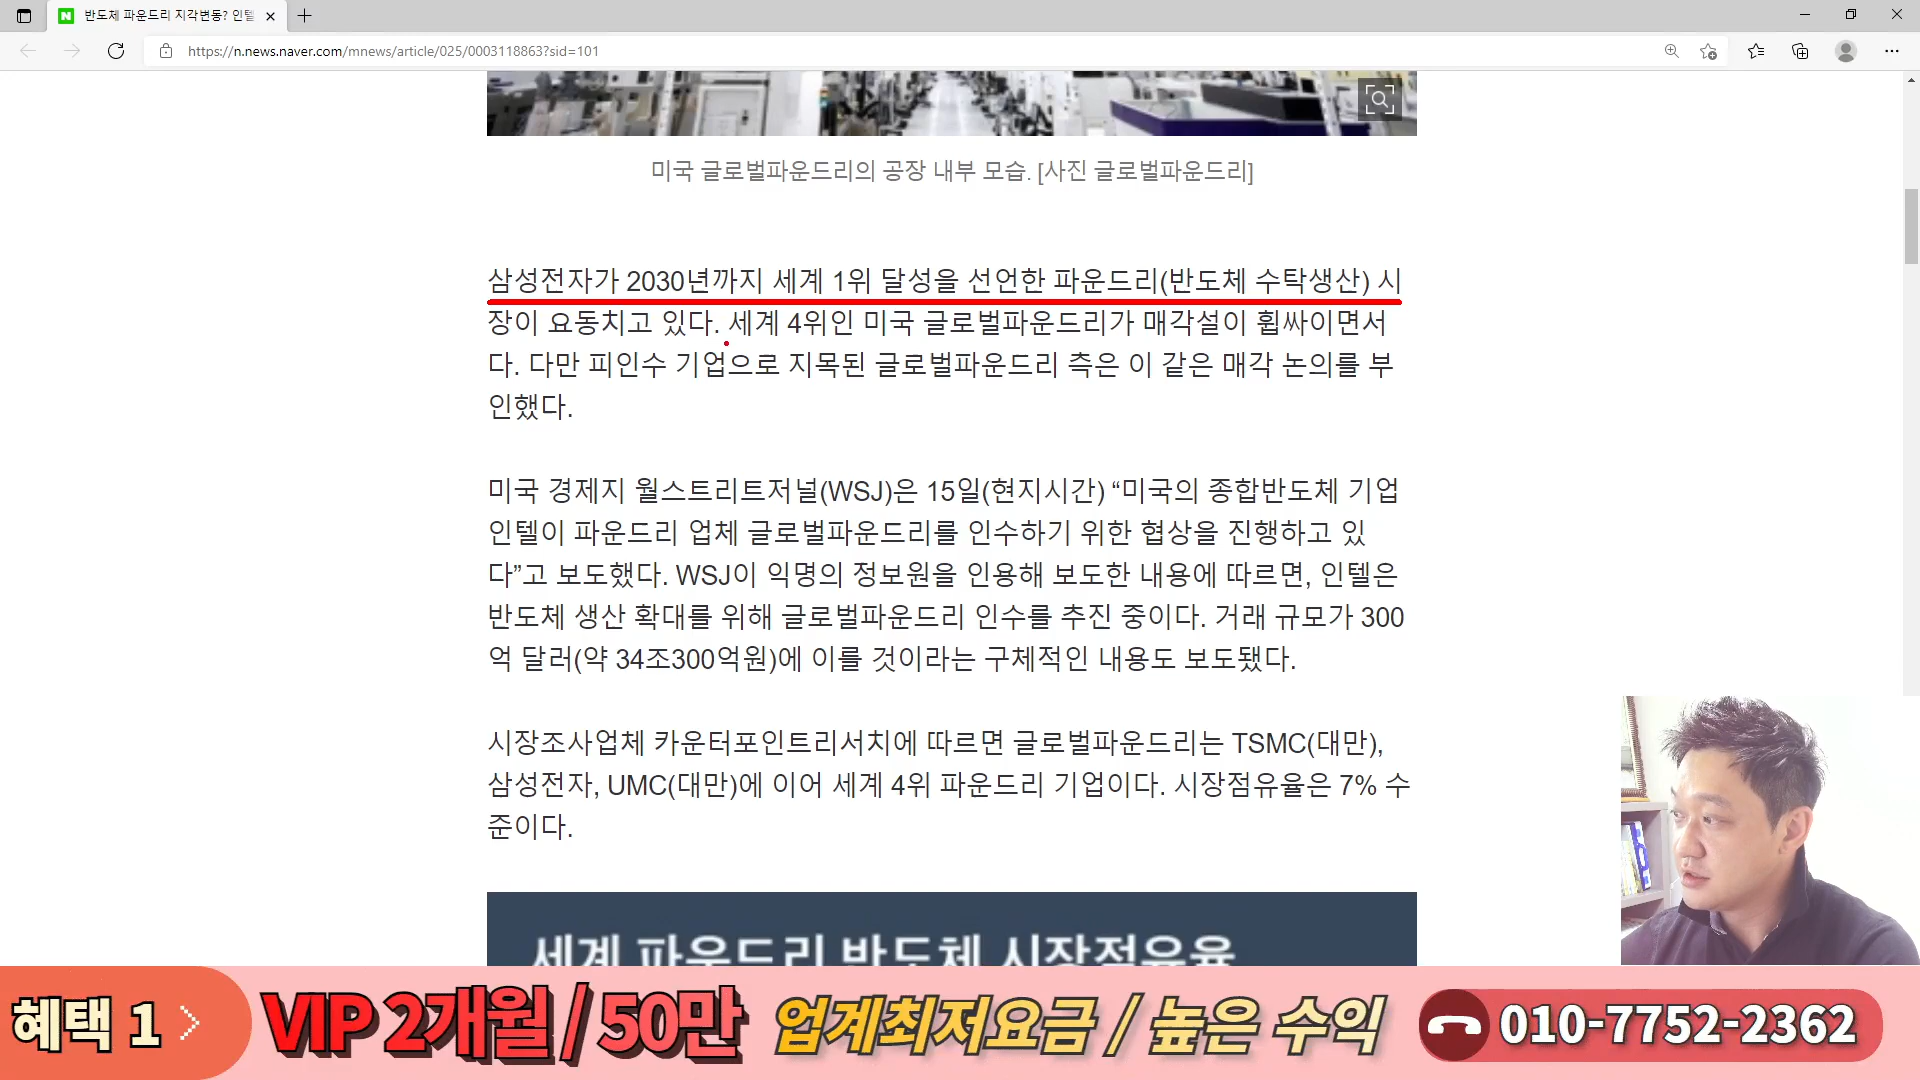 반도체 파운드리 지각변동? 인텔
https://n.news.naver.com/mnews/article/025/0003118863?sid=101
미국 글로벌파운드리의 공장 내부 모습. [사진 글로벌파운드리]
삼성전자가 2030년까지 세계 1위 달성을 선언한 파운드리(반도체 수탁생산) 시
장이 요동치고 있다. 세계 4위인 미국 글로벌파운드리가 매각설이 휩싸이면서
다. 다만 피인수 기업으로 지목된 글로벌파운드리 측은 이 같은 매각 논의를 부
인했다.
미국 경제지 월스트리트저널(WSJ)은 15일(현지시간) “미국의 종합반도체 기업
인텔이 파운드리 업체 글로벌파운드리를 인수하기 위한 협상을 진행하고 있
다”고 보도했다. WSJ이 익명의 정보원을 인용해 보도한 내용에 따르면, 인텔은
반도체 생산 확대를 위해 글로벌파운드리 인수를 추진 중이다. 거래 규모가 300
억 달러(약 34조300억원)에 이를 것이라는 구체적인 내용도 보도됐다.
시장조사업체 카운터포인트리서치에 따르면 글로벌파운드리는 TSMC(대만),
삼성전자, UMC(대만)에 이어 세계 4위 파운드리 기업이다. 시장점유율은 7% 수
준이다.
세계 파운드리 반도체 시장점유율
혜택 1 VIP 2개월 / 50만 업계최저요금 / 높은 수익 010-7752-2362